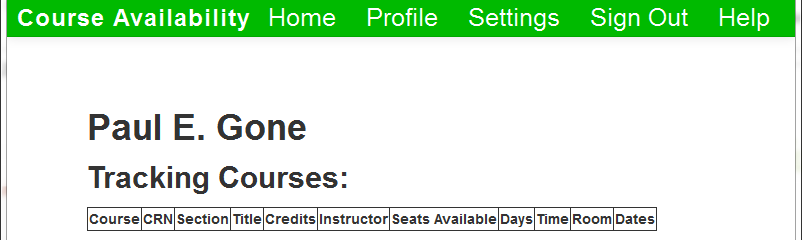 Course Availability Home Profile Settings Sign Out Help
Paul E. Gone
Tracking Courses:
Course CRN Section Title Credits Instructor Seats Available Days Time Room Dates